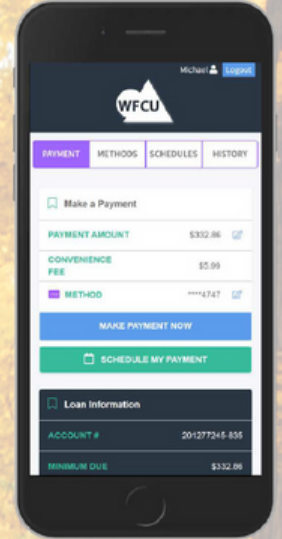 Michael Logout
WFCU
PAYMENT METHODS SCHEDULES HISTORY
Make a Payment
PAYMENT AMOUNT $332.86
CONVENIENCE
FEE $5.99
METHOD ****4747
MAKE PAYMENT NOW
SCHEDULE MY PAYMENT
Loan Information
ACCOUNT # 201277245-835
MINIMUM DUE $332.86